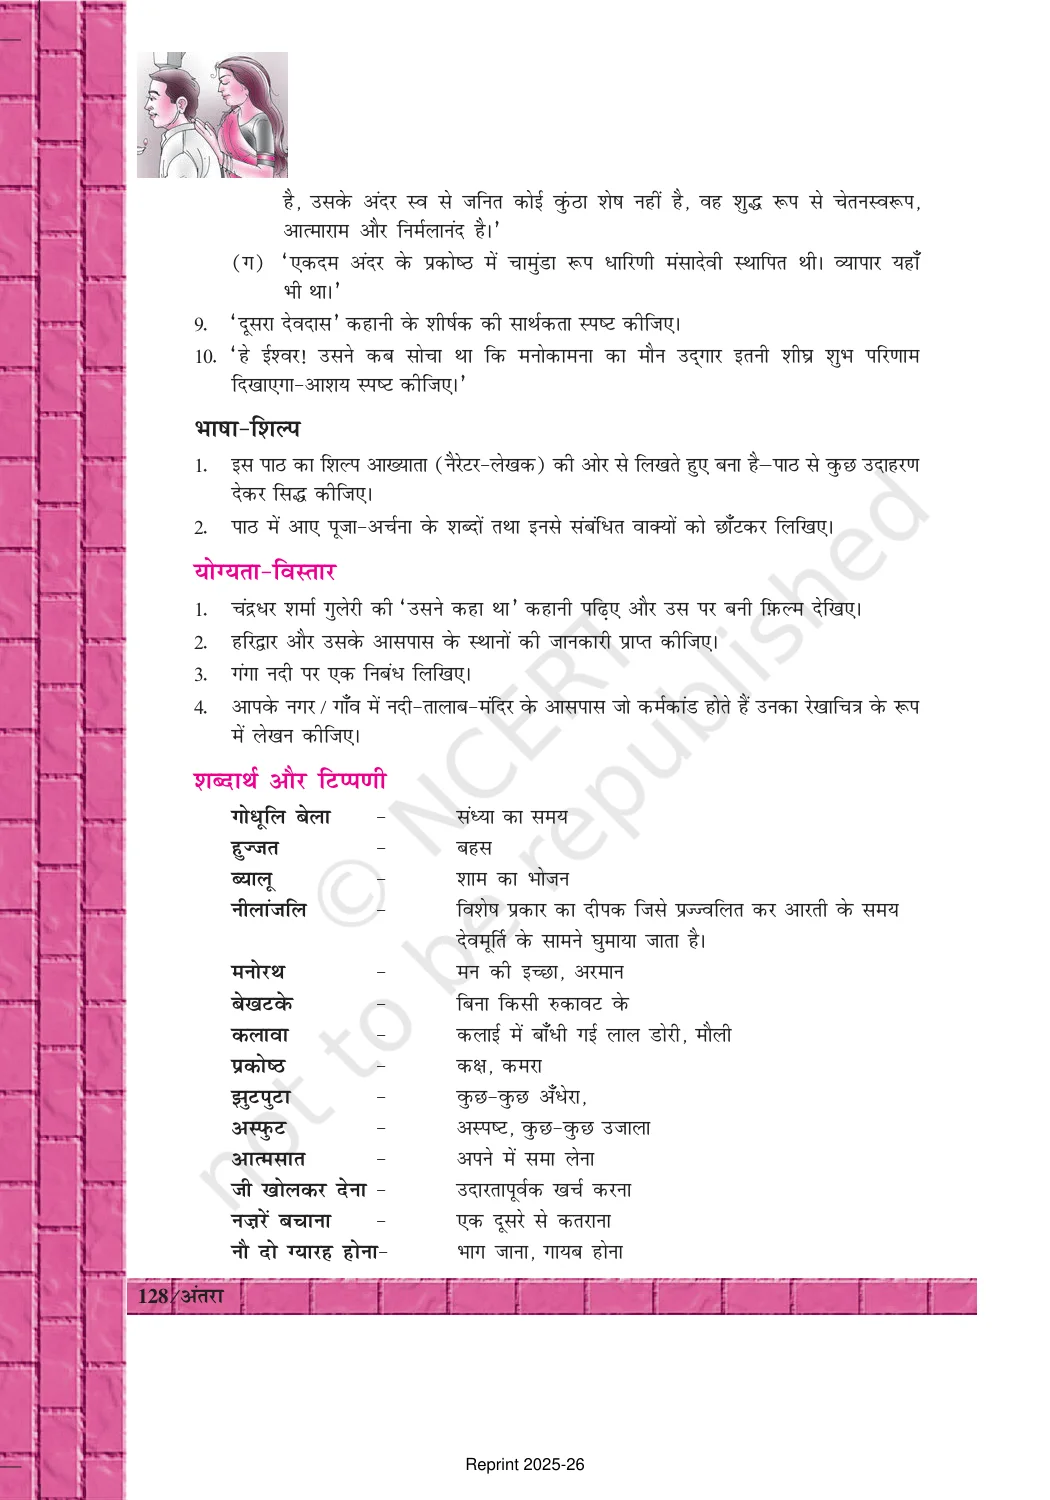 है, उसके अंदर स्व से जनित कोई कुंठा शेष नहीं है, वह शुद्ध रूप से चेतनस्वरूप,
आत्माराम और निर्मलानंद है।’
(ग) ‘एकदम अंदर के प्रकोष्ठ में चामुंडा रूप धारिणी मंसादेवी स्थापित थी। व्यापार यहाँ
भी था।’
9. ‘दूसरा देवदास’ कहानी के शीर्षक की सार्थकता स्पष्ट कीजिए।
10. ‘हे ईश्वर! उसने कब सोचा था कि मनोकामना का मौन उद्‌गार इतनी शीघ्र शुभ परिणाम
दिखाएगा-आशय स्पष्ट कीजिए।’
भाषा-शिल्प
1. इस पाठ का शिल्प आख्याता (नैरेटर-लेखक) की ओर से लिखते हुए बना है—पाठ से कुछ उदाहरण
देकर सिद्ध कीजिए।
2. पाठ में आए पूजा-अर्चना के शब्दों तथा इनसे संबंधित वाक्यों को छाँटकर लिखिए।
योग्यता-विस्तार
1. चंद्रधर शर्मा गुलेरी की ‘उसने कहा था’ कहानी पढ़िए और उस पर बनी फ़िल्म देखिए।
2. हरिद्वार और उसके आसपास के स्थानों की जानकारी प्राप्त कीजिए।
3. गंगा नदी पर एक निबंध लिखिए।
4. आपके नगर / गाँव में नदी-तालाब-मंदिर के आसपास जो कर्मकांड होते हैं उनका रेखाचित्र के रूप
में लेखन कीजिए।
शब्दार्थ और टिप्पणी
गोधूलि बेला - संध्या का समय
हुज्जत - बहस
ब्यालू - शाम का भोजन
नीलांजलि - विशेष प्रकार का दीपक जिसे प्रज्ज्वलित कर आरती के समय
देवमूर्ति के सामने घुमाया जाता है।
मनोरथ - मन की इच्छा, अरमान
बेखटके - बिना किसी रुकावट के
कलावा - कलाई में बाँधी गई लाल डोरी, मौली
प्रकोष्ठ - कक्ष, कमरा
झुटपुटा - कुछ-कुछ अँधेरा,
अस्फुट - अस्पष्ट, कुछ-कुछ उजाला
आत्मसात - अपने में समा लेना
जी खोलकर देना - उदारतापूर्वक खर्च करना
नज़रें बचाना - एक दूसरे से कतराना
नौ दो ग्यारह होना- भाग जाना, गायब होना
128/अंतरा
© NCERT
not to be republished
Reprint 2025-26